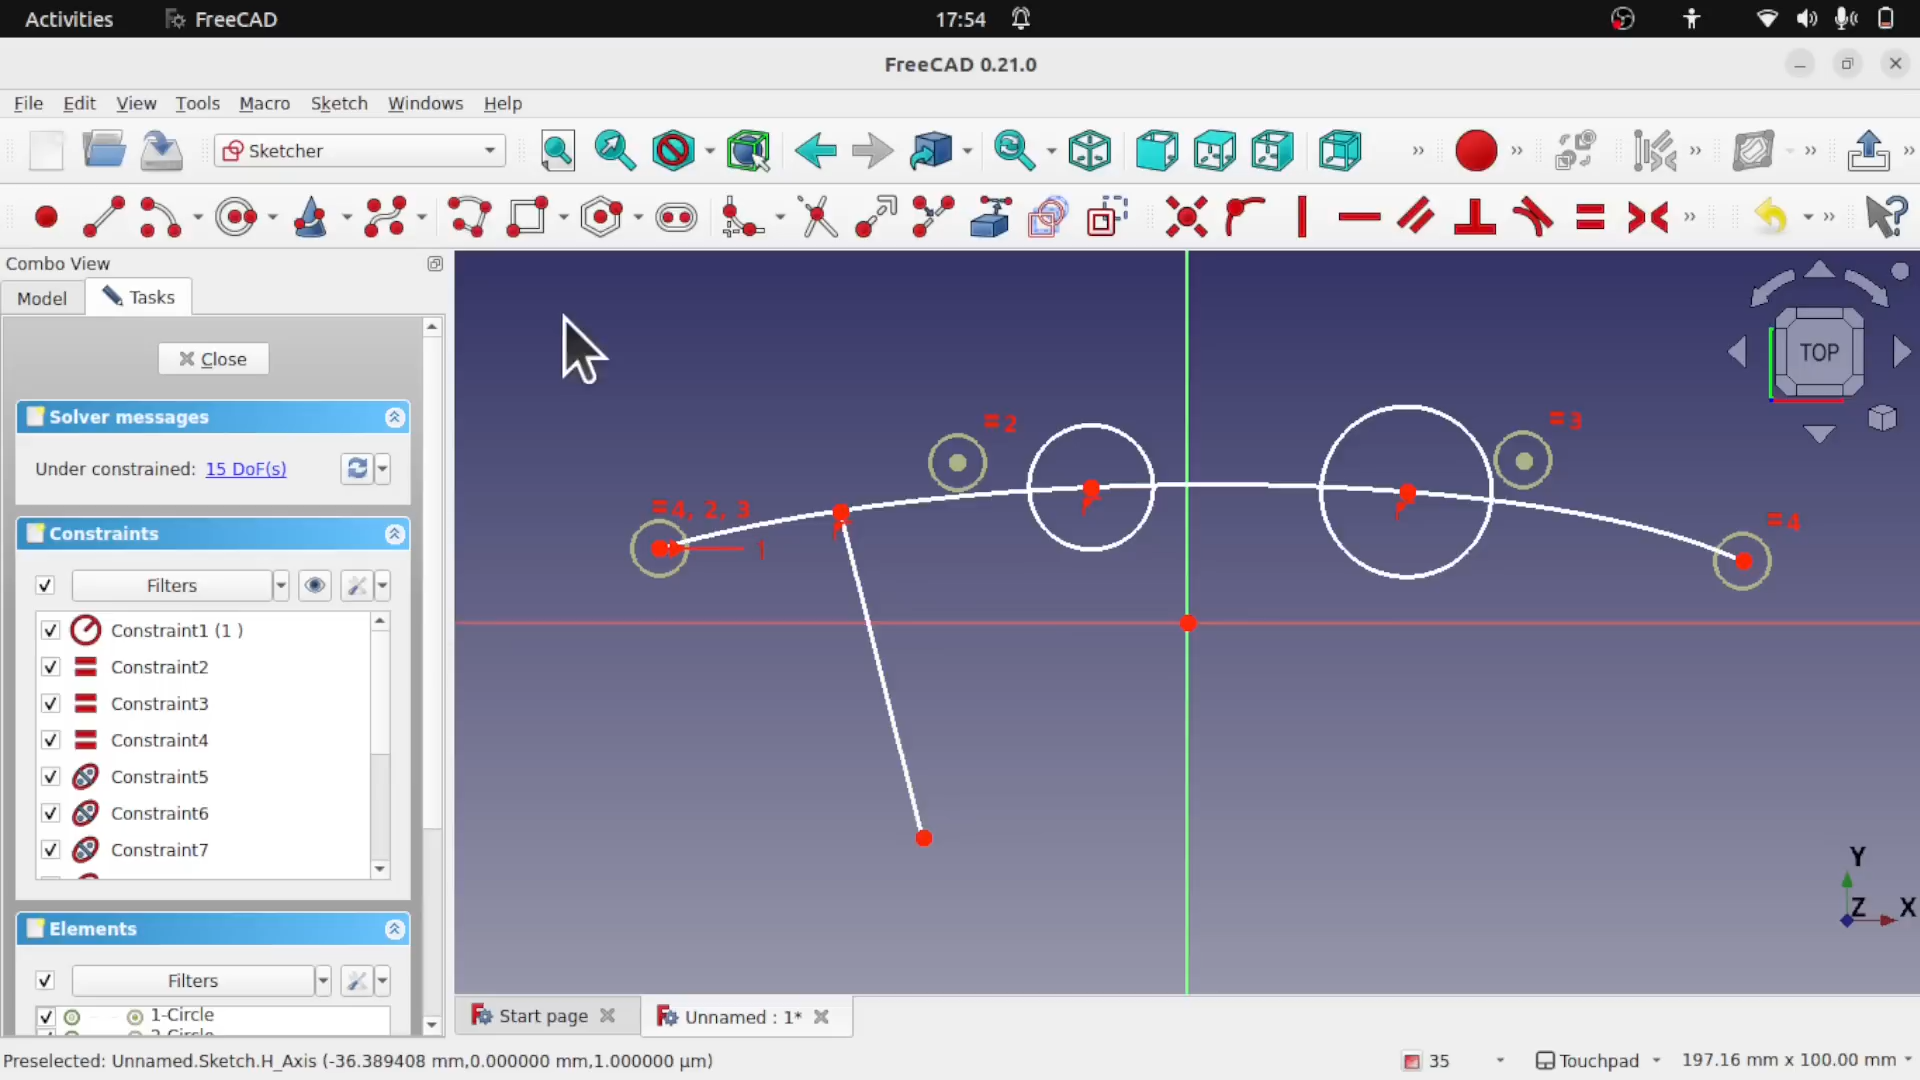 Activities FreeCAD 17:54
FreeCAD 0.21.0
File Edit View Tools Macro Sketch Windows Help
Sketcher
Combo View
Model Tasks
Close
Solver messages
Under constrained: 15 DoF(s)
Constraints
Filters
Constraint1 (1 )
Constraint2
Constraint3
Constraint4
Constraint5
Constraint6
Constraint7
Elements
Filters
1-Circle
2-Circle
TOP
=2
=3
=4, 2, 3
1
=4
Y
Z X
Start page Unnamed : 1*
Preselected: Unnamed.Sketch.H_Axis (-36.389408 mm,0.000000 mm,1.000000 µm) 35 Touchpad 197.16 mm x 100.00 mm